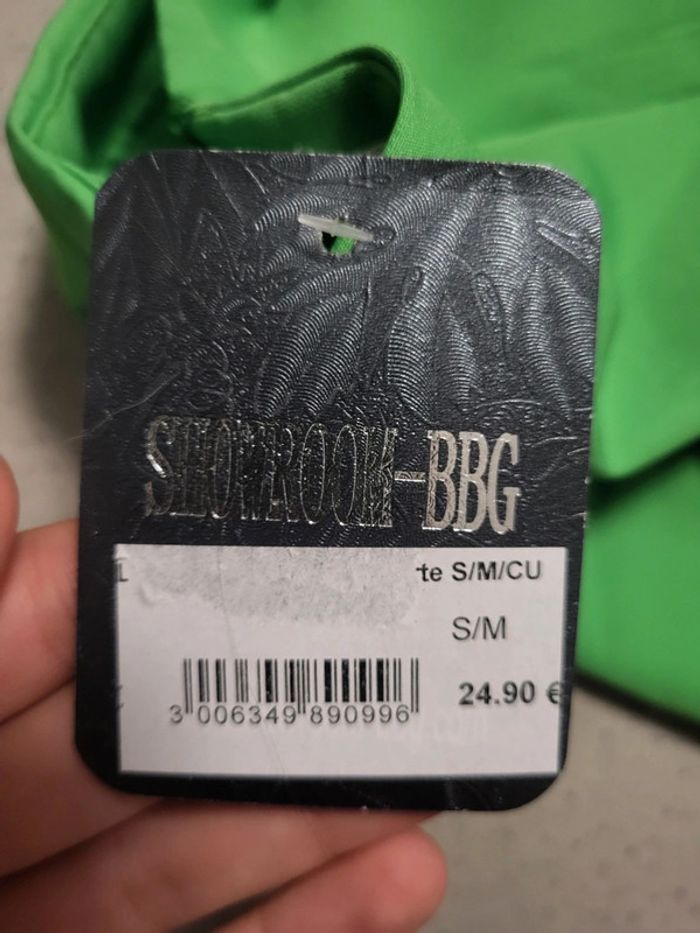 SHOWROOM-BBG
te S/M/CU
S/M
24.90 €
3 006349 890996